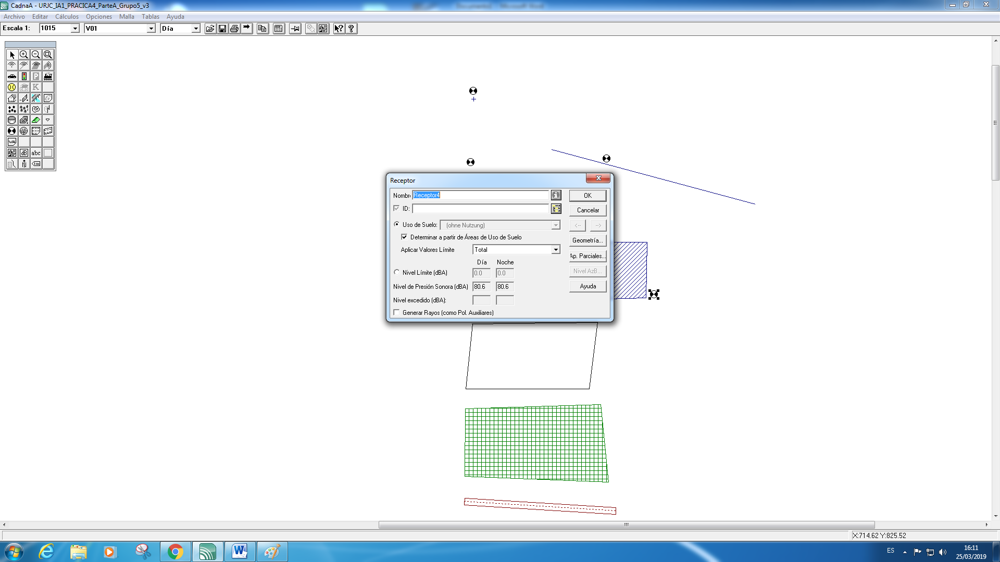 CadnaA - URJC_IA1_PRACICA4_ParteA_Grupo5_v3
Archivo Editar Cálculos Opciones Malla Tablas Ayuda
Escala 1: 1015 V01 Día
Receptor
Nombr Receptor4 OK
ID: Cancelar
Uso de Suelo: (ohne Nutzung) <-- -->
Determinar a partir de Áreas de Uso de Suelo Geometría...
Aplicar Valores Límite Total Ap. Parciales...
Día Noche
Nivel Límite (dBA) 0.0 0.0 Nivel AzB...
Nivel de Presión Sonora (dBA) 80.6 80.6 Ayuda
Nivel excedido (dBA):
Generar Rayos (como Pol. Auxiliares)
P
K
WA
dB abc
X:714.62 Y:825.52
ES 16:11
25/03/2019